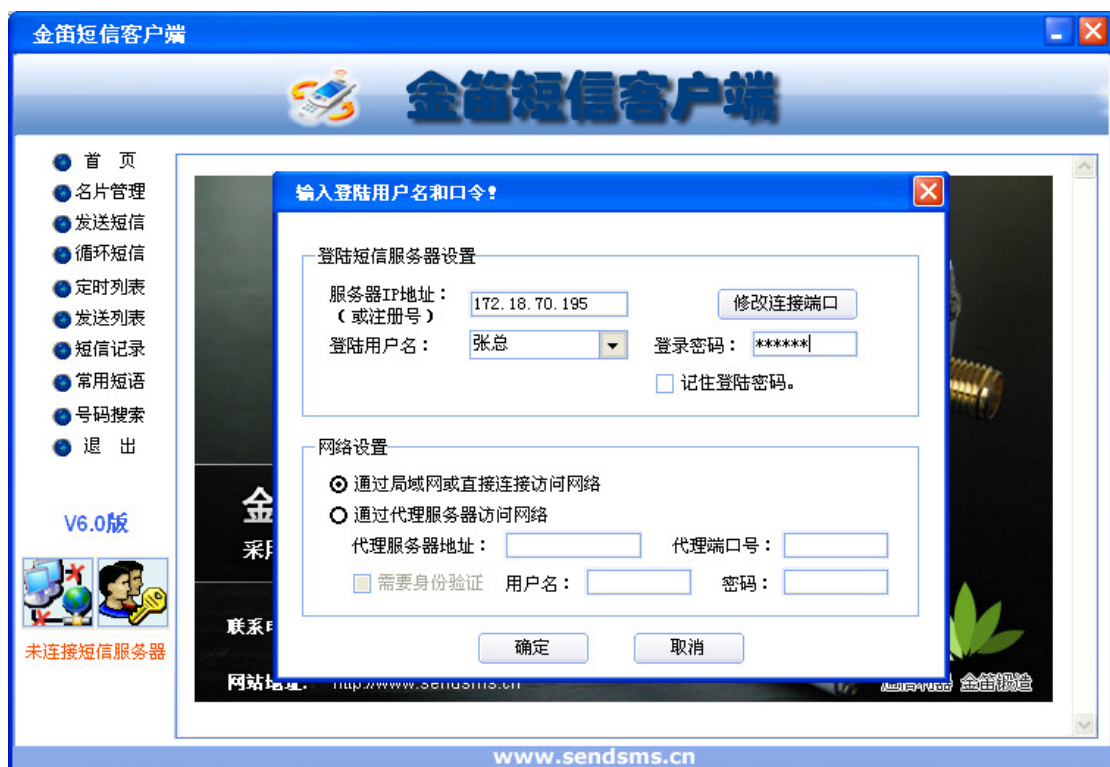 金笛短信客户端
金笛短信客户端
首 页
名片管理
发送短信
循环短信
定时列表
发送列表
短信记录
常用短语
号码搜索
退 出
V6.0版
未连接短信服务器
输入登陆用户名和口令!
登陆短信服务器设置
服务器IP地址：
（或注册号）
172.18.70.195
修改连接端口
登陆用户名：
张总
登录密码：
******
记住登陆密码。
网络设置
通过局域网或直接连接访问网络
通过代理服务器访问网络
代理服务器地址：
代理端口号：
需要身份验证
用户名：
密码：
确定
取消
金
采用
联系电
网站地址: http://www.sendsms.cn
通信利器 金笛锻造
www.sendsms.cn